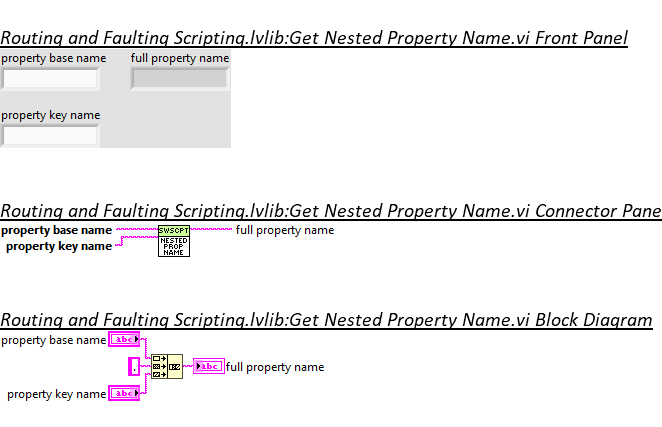 Routing and Faulting Scripting.lvlib:Get Nested Property Name.vi Front Panel
property base name full property name
property key name
Routing and Faulting Scripting.lvlib:Get Nested Property Name.vi Connector Pane
property base name SWSCPT full property name
property key name NESTED
PROP
NAME
Routing and Faulting Scripting.lvlib:Get Nested Property Name.vi Block Diagram
property base name abc
. abc full property name
property key name abc